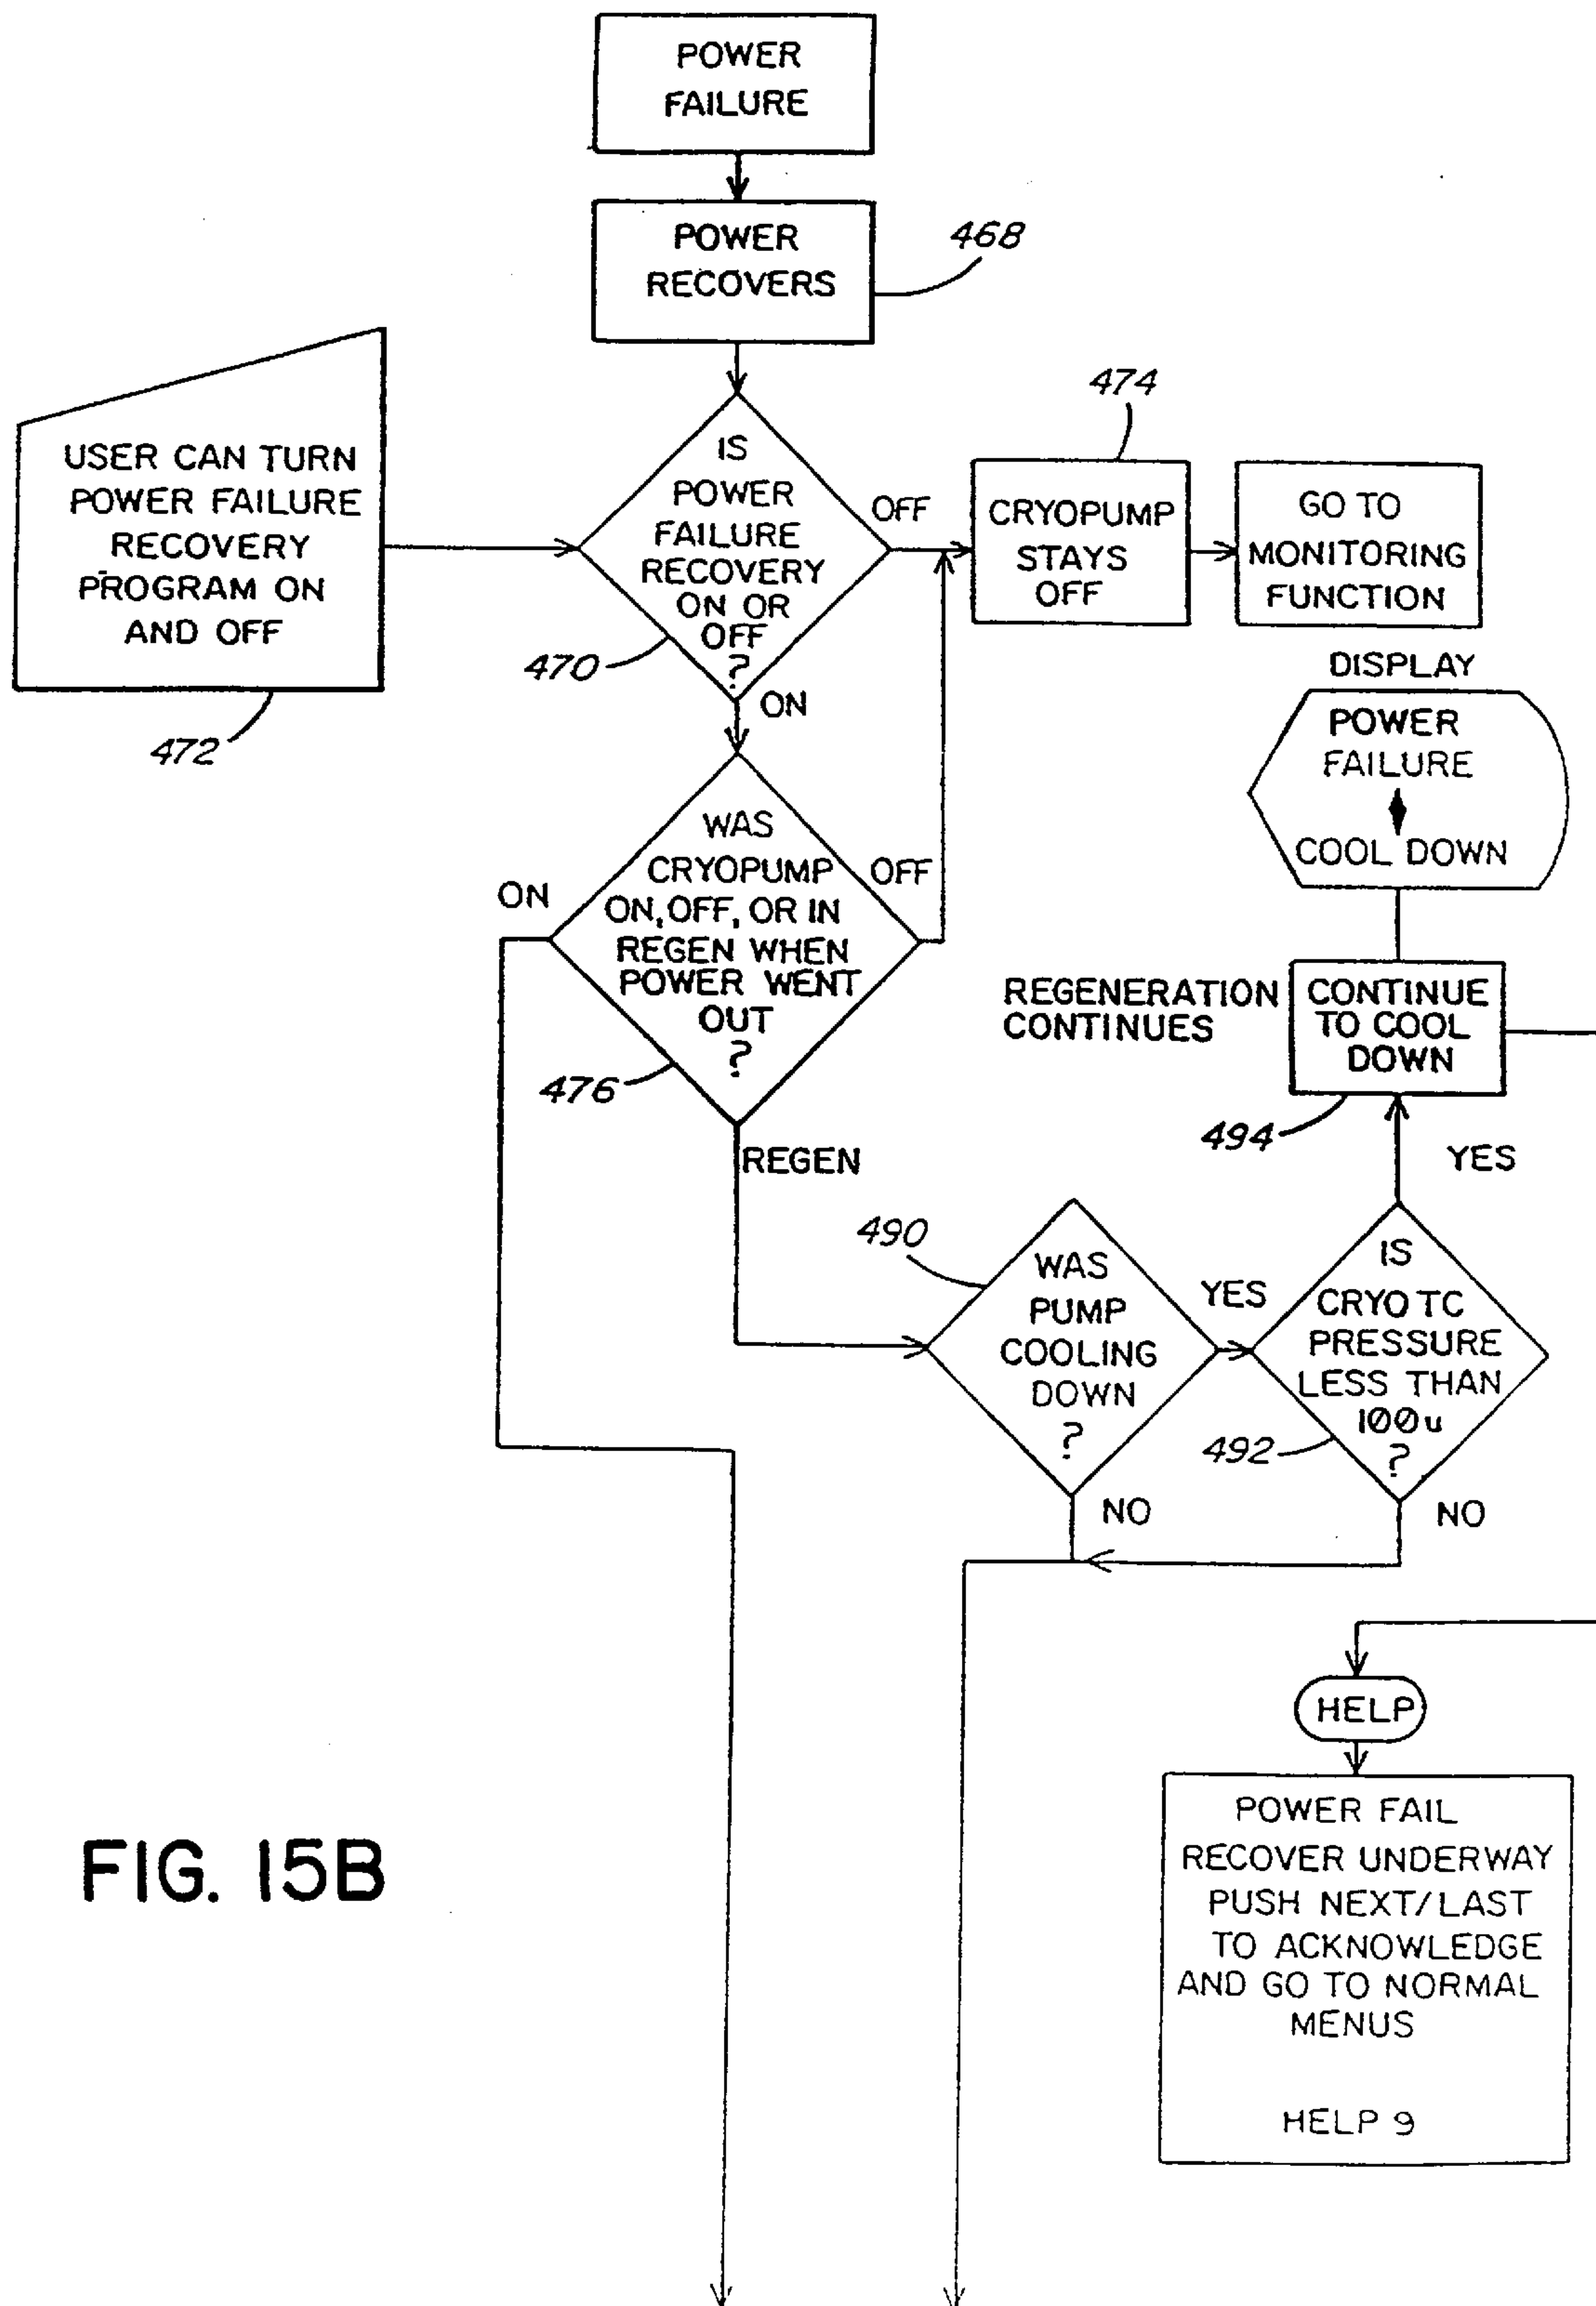 POWER
FAILURE
POWER
RECOVERS
468
USER CAN TURN
POWER FAILURE
RECOVERY
PROGRAM ON
AND OFF
472
IS
POWER
FAILURE
RECOVERY
ON OR
OFF
?
470
OFF
ON
474
CRYOPUMP
STAYS
OFF
GO TO
MONITORING
FUNCTION
DISPLAY
POWER
FAILURE
COOL DOWN
WAS
CRYOPUMP
ON, OFF, OR IN
REGEN WHEN
POWER WENT
OUT
?
476
ON
OFF
REGEN
REGENERATION
CONTINUES
CONTINUE
TO COOL
DOWN
494
YES
490
WAS
PUMP
COOLING
DOWN
?
YES
NO
IS
CRYO TC
PRESSURE
LESS THAN
100u
?
492
NO
HELP
POWER FAIL
RECOVER UNDERWAY
PUSH NEXT/LAST
TO ACKNOWLEDGE
AND GO TO NORMAL
MENUS
HELP 9
FIG. 15B